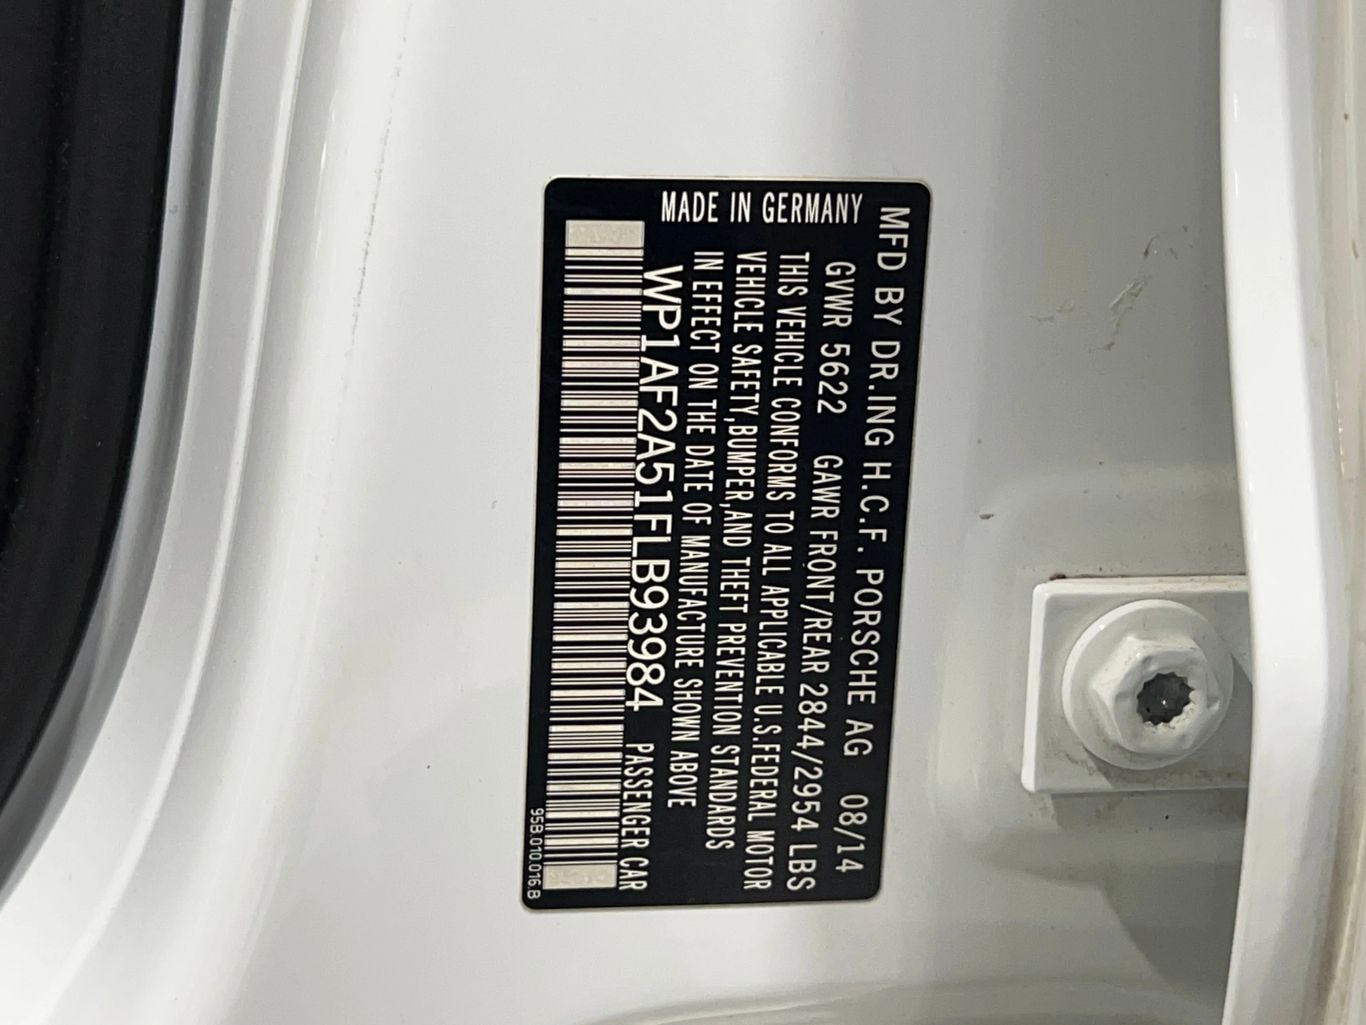 MFD BY DR.ING H.C.F. PORSCHE AG 08/14
MADE IN GERMANY
GVWR 5622 GAWR FRONT/REAR 2844/2954 LBS
THIS VEHICLE CONFORMS TO ALL APPLICABLE U.S.FEDERAL MOTOR
VEHICLE SAFETY,BUMPER,AND THEFT PREVENTION STANDARDS
IN EFFECT ON THE DATE OF MANUFACTURE SHOWN ABOVE
WP1AF2A51FLB93984 PASSENGER CAR
95B.010.016.B